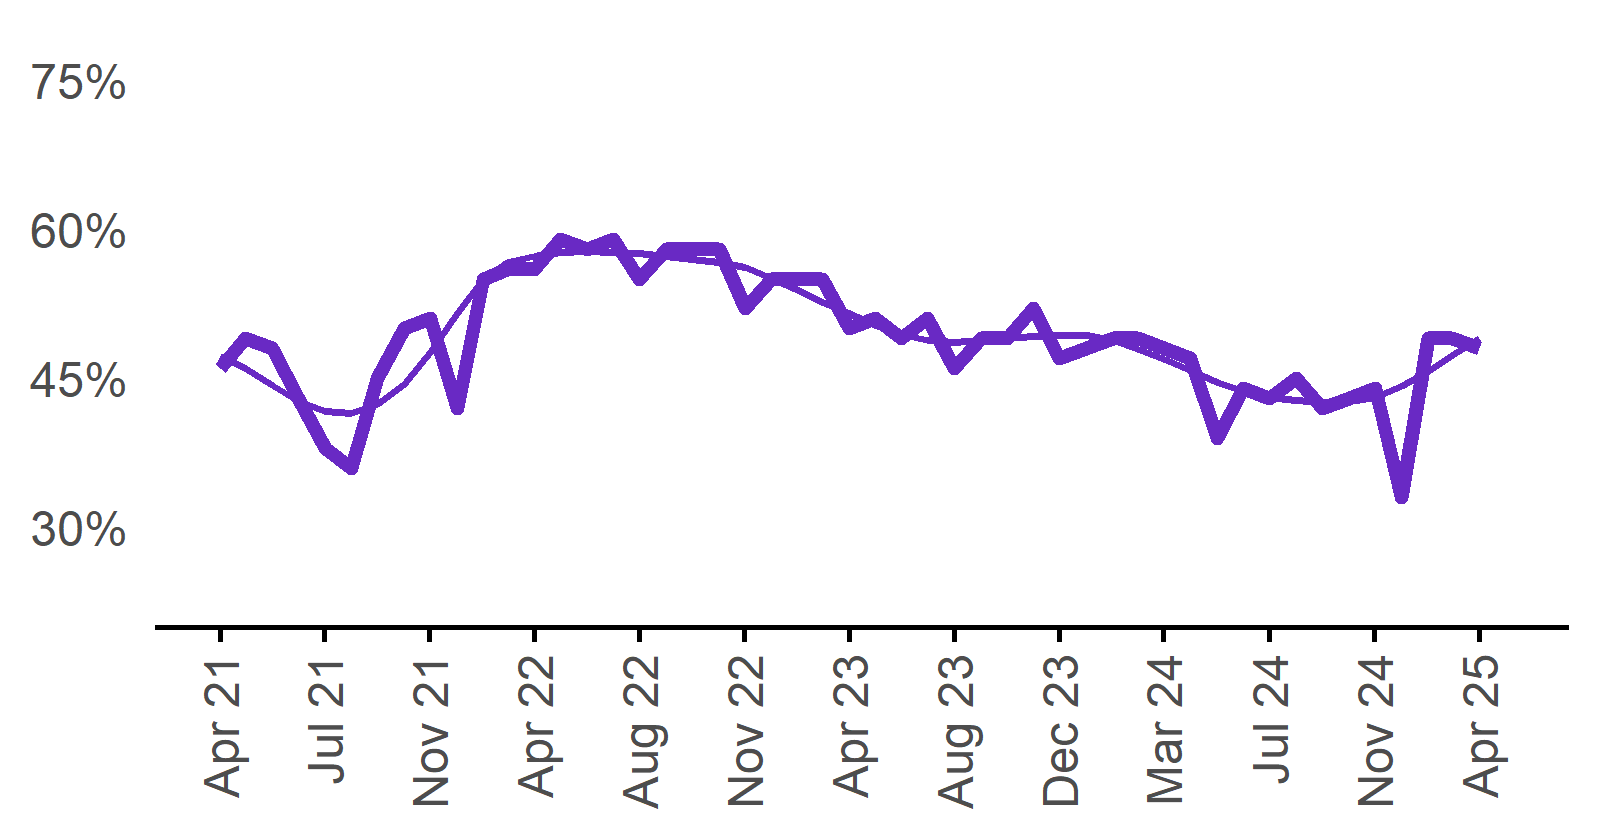 75%
60%
45%
30%
Apr 21
Jul 21
Nov 21
Apr 22
Aug 22
Nov 22
Apr 23
Aug 23
Dec 23
Mar 24
Jul 24
Nov 24
Apr 25